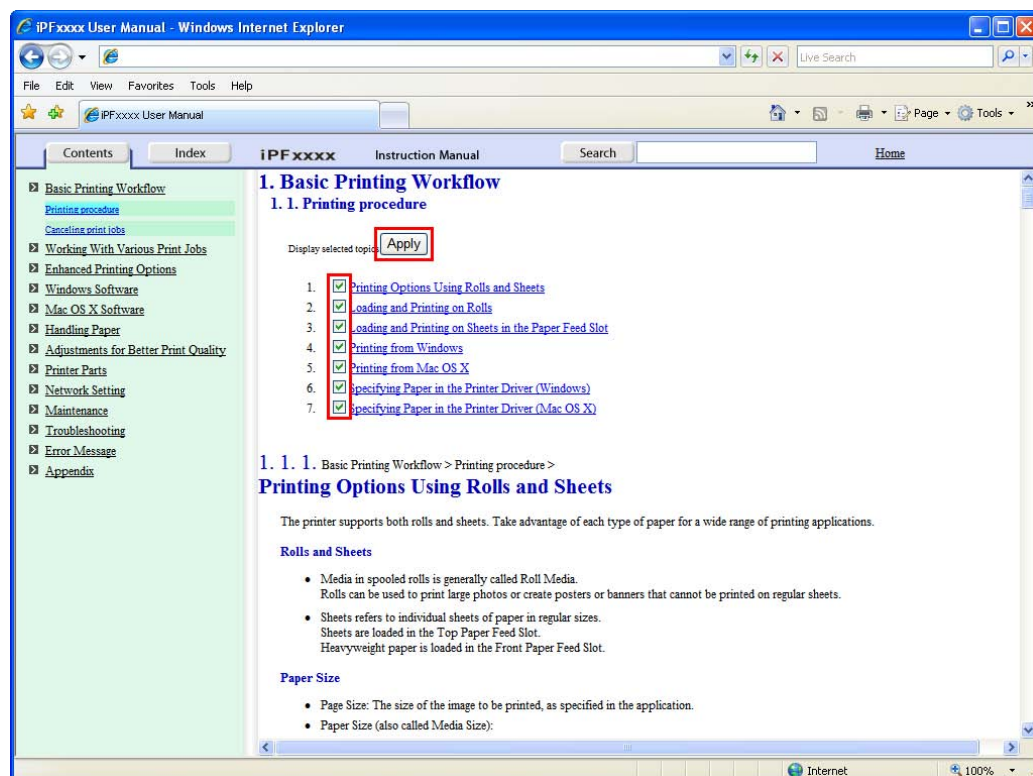 iPFxxxx User Manual - Windows Internet Explorer
Live Search
File Edit View Favorites Tools Help
iPFxxxx User Manual
Page Tools
Contents Index iPFxxxx Instruction Manual Search Home
Basic Printing Workflow
Printing procedure
Canceling print jobs
Working With Various Print Jobs
Enhanced Printing Options
Windows Software
Mac OS X Software
Handling Paper
Adjustments for Better Print Quality
Printer Parts
Network Setting
Maintenance
Troubleshooting
Error Message
Appendix
1. Basic Printing Workflow
1. 1. Printing procedure
Display selected topics Apply
1. Printing Options Using Rolls and Sheets
2. Loading and Printing on Rolls
3. Loading and Printing on Sheets in the Paper Feed Slot
4. Printing from Windows
5. Printing from Mac OS X
6. Specifying Paper in the Printer Driver (Windows)
7. Specifying Paper in the Printer Driver (Mac OS X)
1. 1. 1. Basic Printing Workflow > Printing procedure >
Printing Options Using Rolls and Sheets
The printer supports both rolls and sheets. Take advantage of each type of paper for a wide range of printing applications.
Rolls and Sheets
• Media in spooled rolls is generally called Roll Media.
Rolls can be used to print large photos or create posters or banners that cannot be printed on regular sheets.
• Sheets refers to individual sheets of paper in regular sizes.
Sheets are loaded in the Top Paper Feed Slot.
Heavyweight paper is loaded in the Front Paper Feed Slot.
Paper Size
• Page Size: The size of the image to be printed, as specified in the application.
• Paper Size (also called Media Size):
Internet 100%